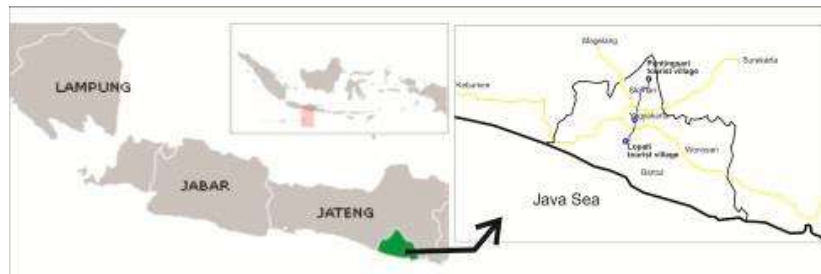 LAMPUNG
JABAR
JATENG
Magelang
Pentingsari
tourist village
Surakarta
Kebumen
Sleman
Yogyakarta
Lopati
tourist village
Wonosari
Bantul
Java Sea